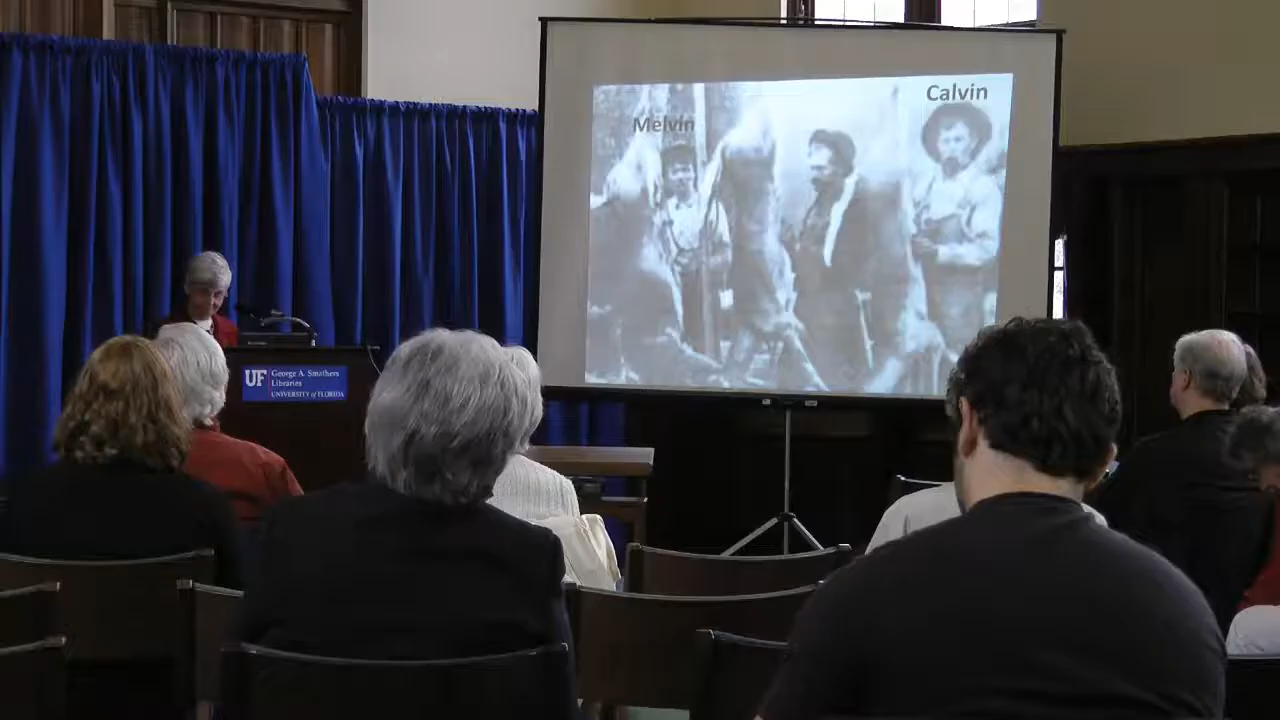 Calvin
Melvin
UF George A. Smathers
Libraries
UNIVERSITY of FLORIDA